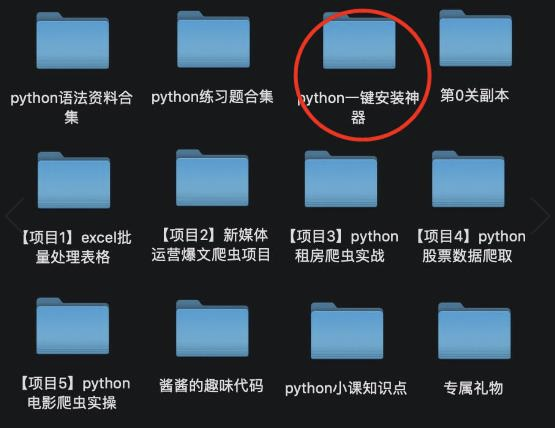 python语法资料合
集
python练习题合集
python一键安装神
器
第0关副本
【项目1】excel批
量处理表格
【项目2】新媒体
运营爆文爬虫项目
【项目3】python
租房爬虫实战
【项目4】python
股票数据爬取
【项目5】python
电影爬虫实操
酱酱的趣味代码
python小课知识点
专属礼物